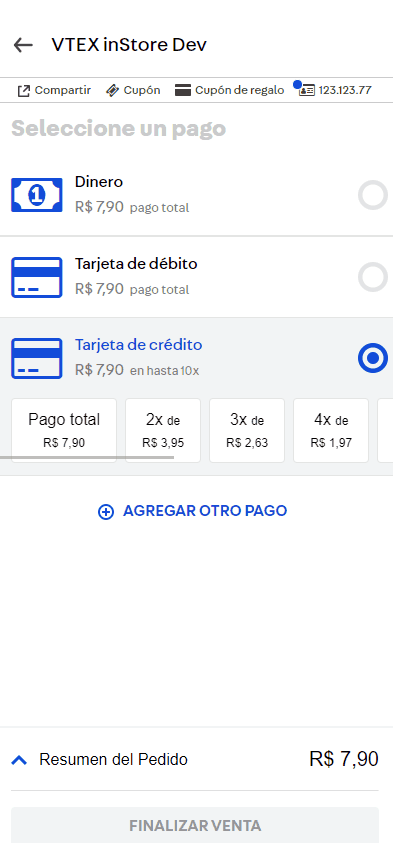 VTEX inStore Dev
Compartir Cupón Cupón de regalo 123.123.77
Seleccione un pago
Dinero
1
R$ 7,90 pago total
Tarjeta de débito
R$ 7,90 pago total
Tarjeta de crédito
R$ 7,90 en hasta 10x
Pago total 2x de 3x de 4x de
R$ 7,90 R$ 3,95 R$ 2,63 R$ 1,97
AGREGAR OTRO PAGO
Resumen del Pedido R$ 7,90
FINALIZAR VENTA